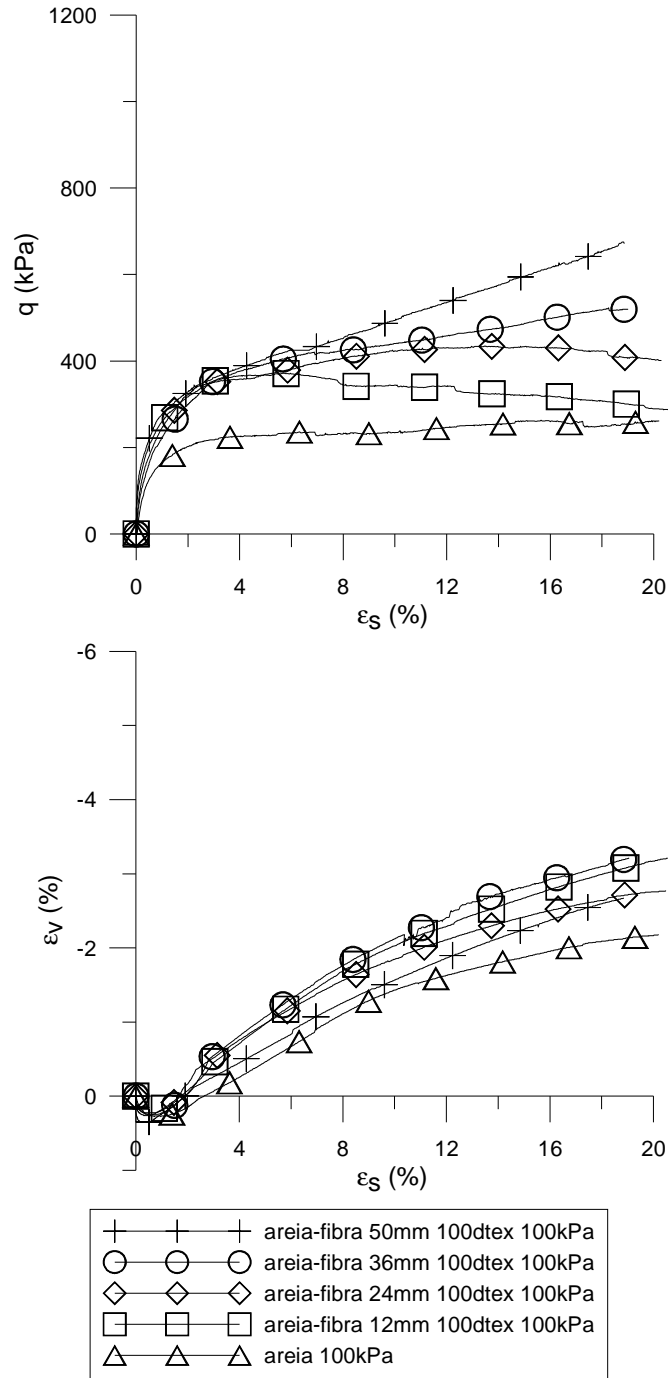 1200
800
q (kPa)
400
0
0 4 8 12 16 20
εs (%)
-6
-4
εv (%)
-2
0
0 4 8 12 16 20
εs (%)
areia-fibra 50mm 100dtex 100kPa
areia-fibra 36mm 100dtex 100kPa
areia-fibra 24mm 100dtex 100kPa
areia-fibra 12mm 100dtex 100kPa
areia 100kPa